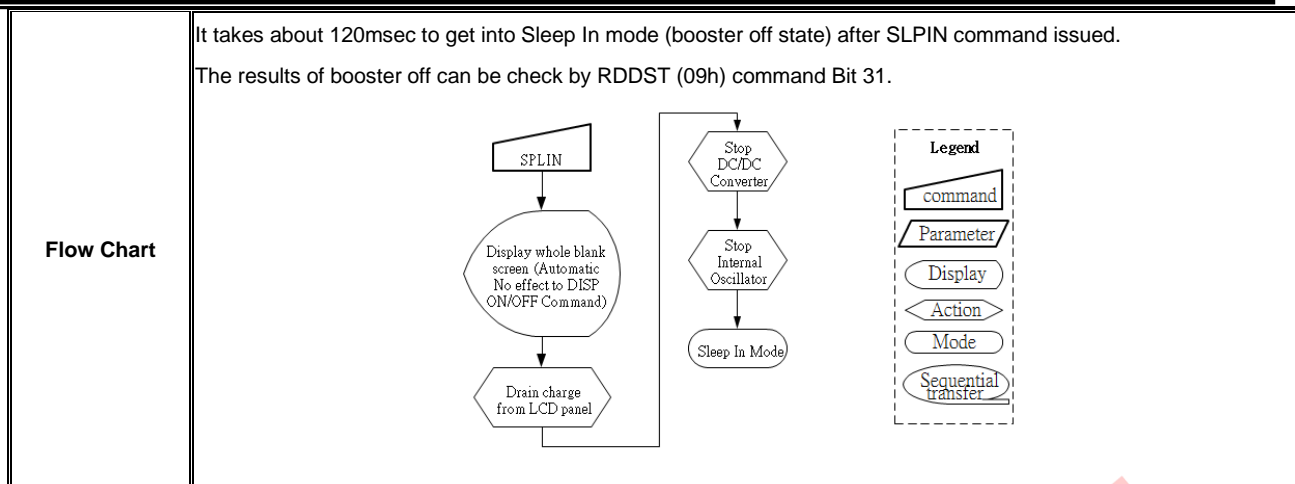 Flow Chart
It takes about 120msec to get into Sleep In mode (booster off state) after SLPIN command issued.
The results of booster off can be check by RDDST (09h) command Bit 31.
SPLIN
Display whole blank
screen (Automatic
No effect to DISP
ON/OFF Command)
Drain charge
from LCD panel
Stop
DC/DC
Converter
Stop
Internal
Oscillator
Sleep In Mode
Legend
command
Parameter
Display
Action
Mode
Sequential
transfer